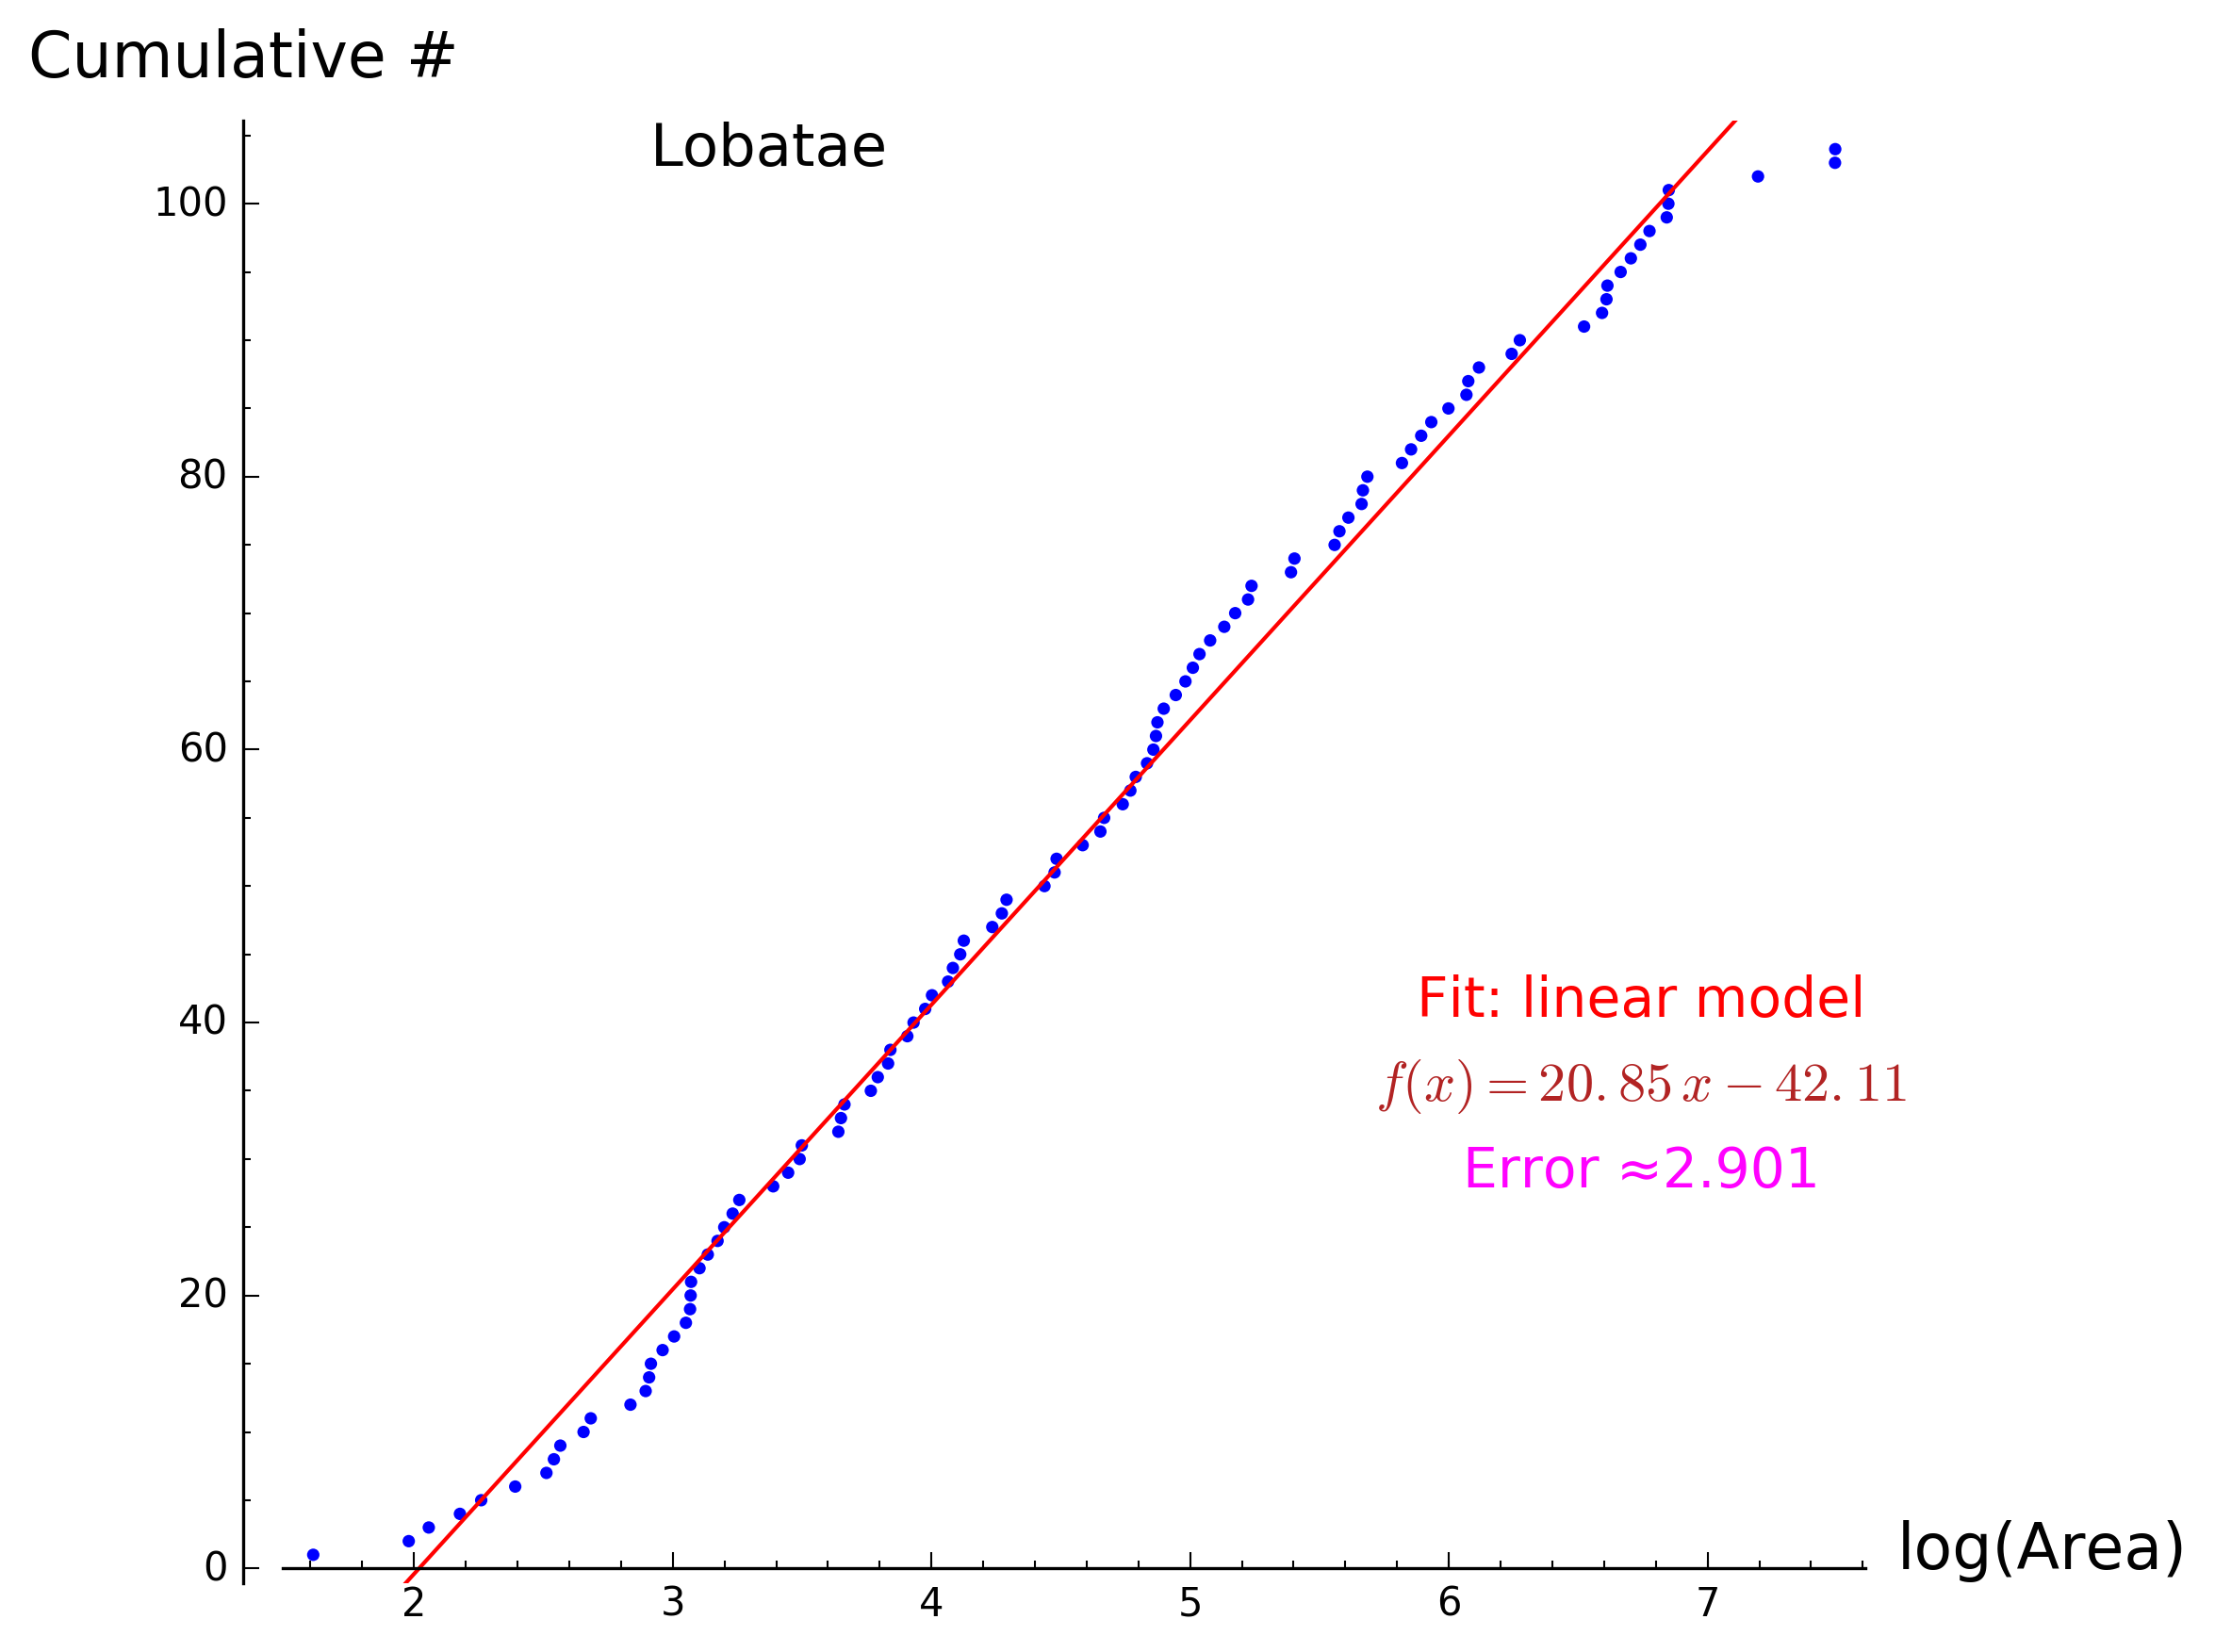 Cumulative #
Lobatae
100
80
60
40
20
0
Fit: linear model
f(x) = 20.85 x − 42.11
Error ≈2.901
log(Area)
2 3 4 5 6 7